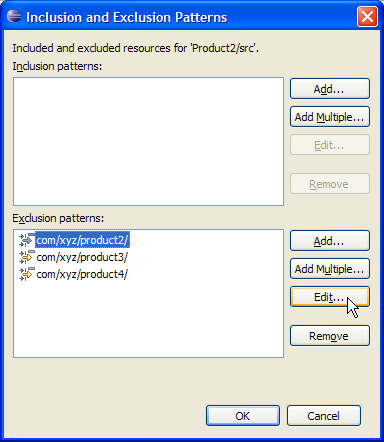 Inclusion and Exclusion Patterns
Included and excluded resources for 'Product2/src'.
Inclusion patterns:
Add...
Add Multiple...
Edit...
Remove
Exclusion patterns:
com/xyz/product2/
com/xyz/product3/
com/xyz/product4/
Add...
Add Multiple...
Edit...
Remove
OK
Cancel